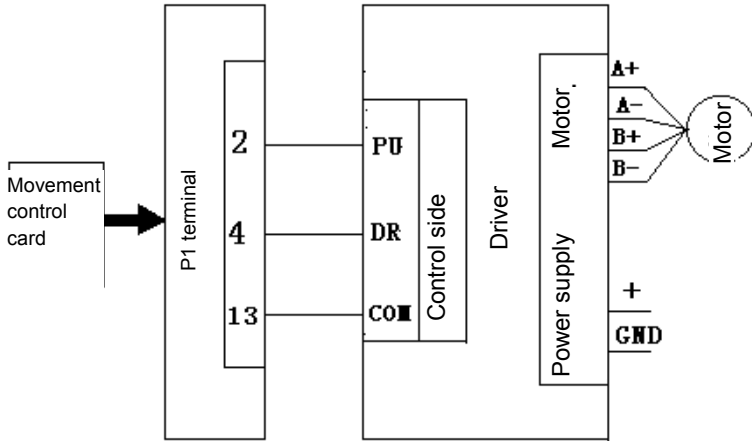 Movement
control
card
P1 terminal
2
4
13
PU
DR
COM
Control side
Driver
Motor,
Power supply
A+
A-
B+
B-
Motor
+
GND